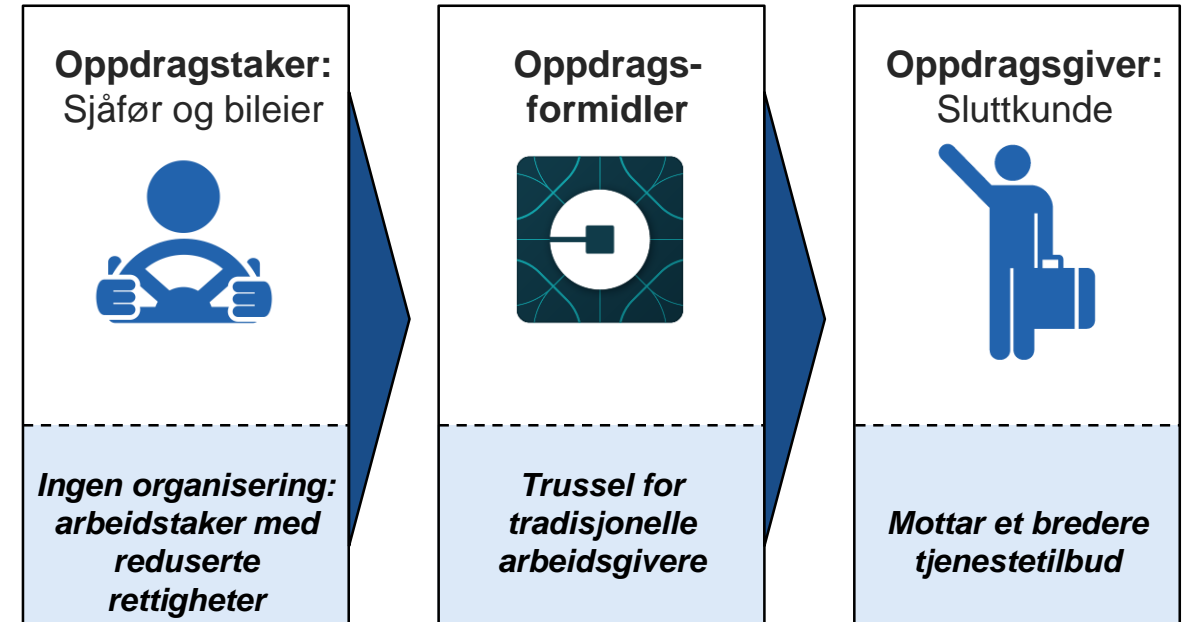 Oppdragstaker:
Sjåfør og bileier
Ingen organisering:
arbeidstaker med
reduserte
rettigheter
Oppdrags-
formidler
Trussel for
tradisjonelle
arbeidsgivere
Oppdragsgiver:
Sluttkunde
Mottar et bredere
tjenestetilbud